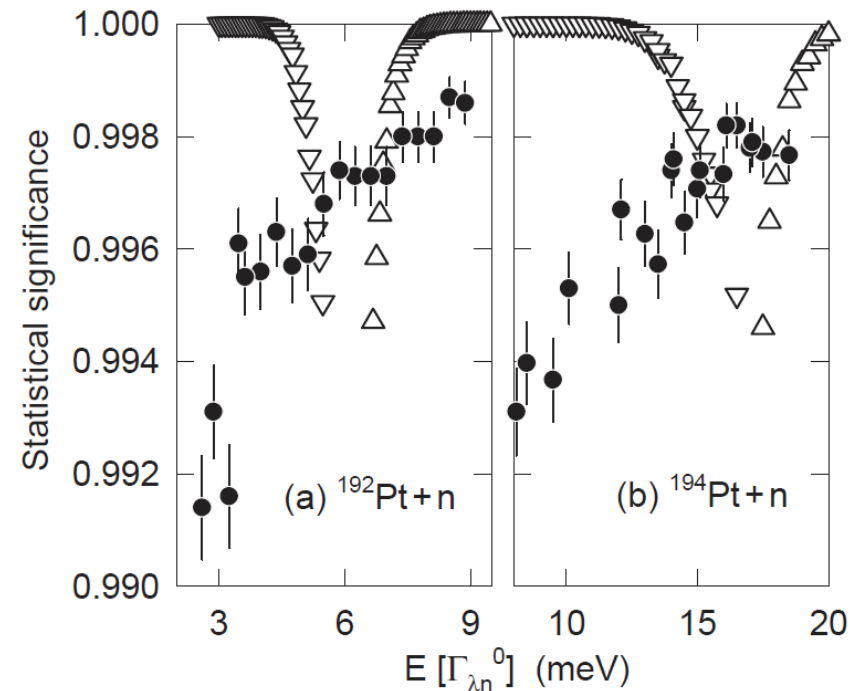 Statistical significance
1.000
0.998
0.996
0.994
0.992
0.990
(a) ¹⁹²Pt+n
(b) ¹⁹⁴Pt+n
3 6 9 10 15 20
E [Γλn⁰] (meV)